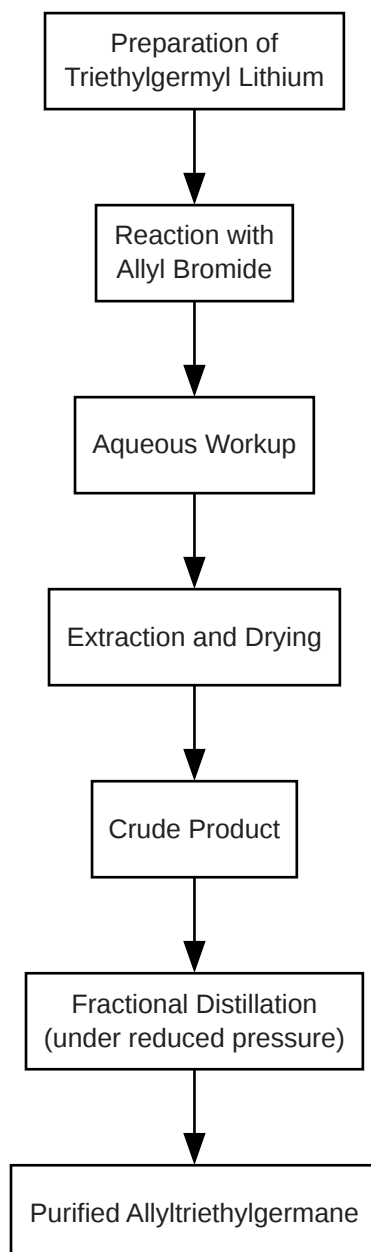 Preparation of
Triethylgermyl Lithium
Reaction with
Allyl Bromide
Aqueous Workup
Extraction and Drying
Crude Product
Fractional Distillation
(under reduced pressure)
Purified Allyltriethylgermane